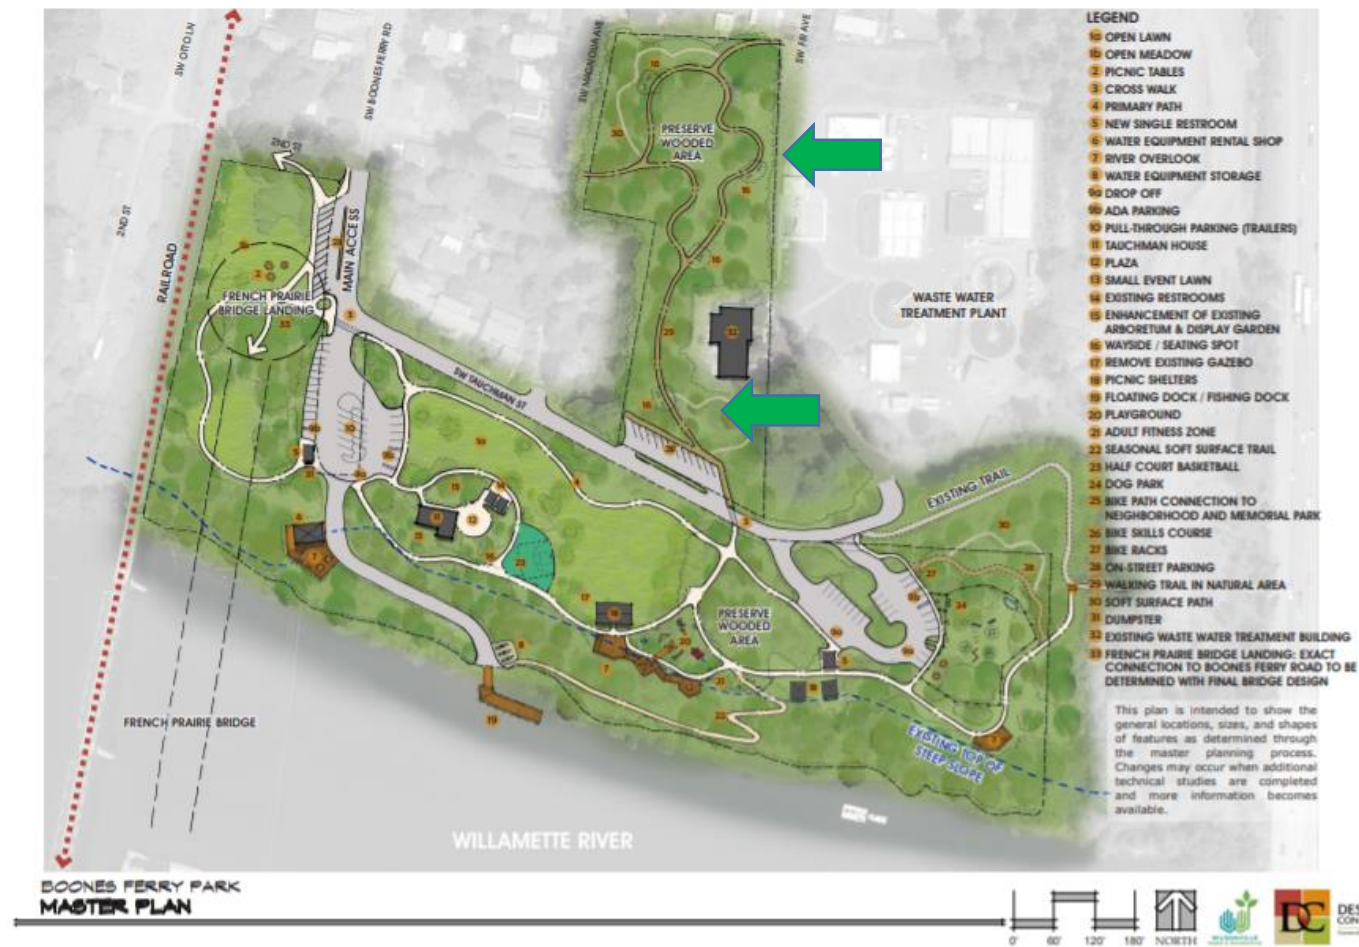 SW OTTO LN
SW BOONES FERRY RD
SW MAGNOLIA AVE
SW FIR AVE
2ND ST
2ND ST
RAILROAD
MAIN ACCESS
PRESERVE
WOODED
AREA
FRENCH PRAIRIE
BRIDGE LANDING
WASTE WATER
TREATMENT PLANT
SW TAUCHMAN ST
EXISTING TRAIL
PRESERVE
WOODED
AREA
EXISTING TOP OF
STEEP SLOPE
FRENCH PRAIRIE BRIDGE
WILLAMETTE RIVER
LEGEND
1a OPEN LAWN
1b OPEN MEADOW
2 PICNIC TABLES
3 CROSS WALK
4 PRIMARY PATH
5 NEW SINGLE RESTROOM
6 WATER EQUIPMENT RENTAL SHOP
7 RIVER OVERLOOK
8 WATER EQUIPMENT STORAGE
9a DROP OFF
9b ADA PARKING
10 PULL-THROUGH PARKING (TRAILERS)
11 TAUCHMAN HOUSE
12 PLAZA
13 SMALL EVENT LAWN
14 EXISTING RESTROOMS
15 ENHANCEMENT OF EXISTING
ARBORETUM & DISPLAY GARDEN
16 WAYSIDE / SEATING SPOT
17 REMOVE EXISTING GAZEBO
18 PICNIC SHELTERS
19 FLOATING DOCK / FISHING DOCK
20 PLAYGROUND
21 ADULT FITNESS ZONE
22 SEASONAL SOFT SURFACE TRAIL
23 HALF COURT BASKETBALL
24 DOG PARK
25 BIKE PATH CONNECTION TO
NEIGHBORHOOD AND MEMORIAL PARK
26 BIKE SKILLS COURSE
27 BIKE RACKS
28 ON-STREET PARKING
29 WALKING TRAIL IN NATURAL AREA
30 SOFT SURFACE PATH
31 DUMPSTER
32 EXISTING WASTE WATER TREATMENT BUILDING
33 FRENCH PRAIRIE BRIDGE LANDING: EXACT
CONNECTION TO BOONES FERRY ROAD TO BE
DETERMINED WITH FINAL BRIDGE DESIGN
This plan is intended to show the
general locations, sizes, and shapes
of features as determined through
the master planning process.
Changes may occur when additional
technical studies are completed
and more information becomes
available.
BOONES FERRY PARK
MASTER PLAN
0' 60' 120' 180' NORTH
DC